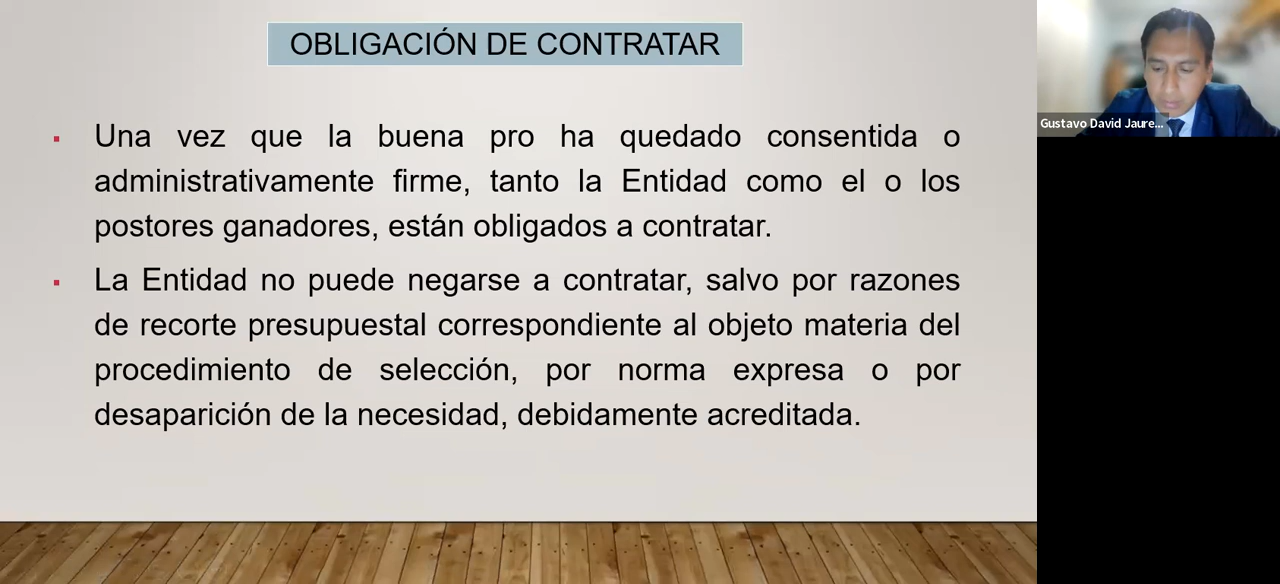 OBLIGACIÓN DE CONTRATAR
Una vez que la buena pro ha quedado consentida o
administrativamente firme, tanto la Entidad como el o los
postores ganadores, están obligados a contratar.
La Entidad no puede negarse a contratar, salvo por razones
de recorte presupuestal correspondiente al objeto materia del
procedimiento de selección, por norma expresa o por
desaparición de la necesidad, debidamente acreditada.
Gustavo David Jaure...